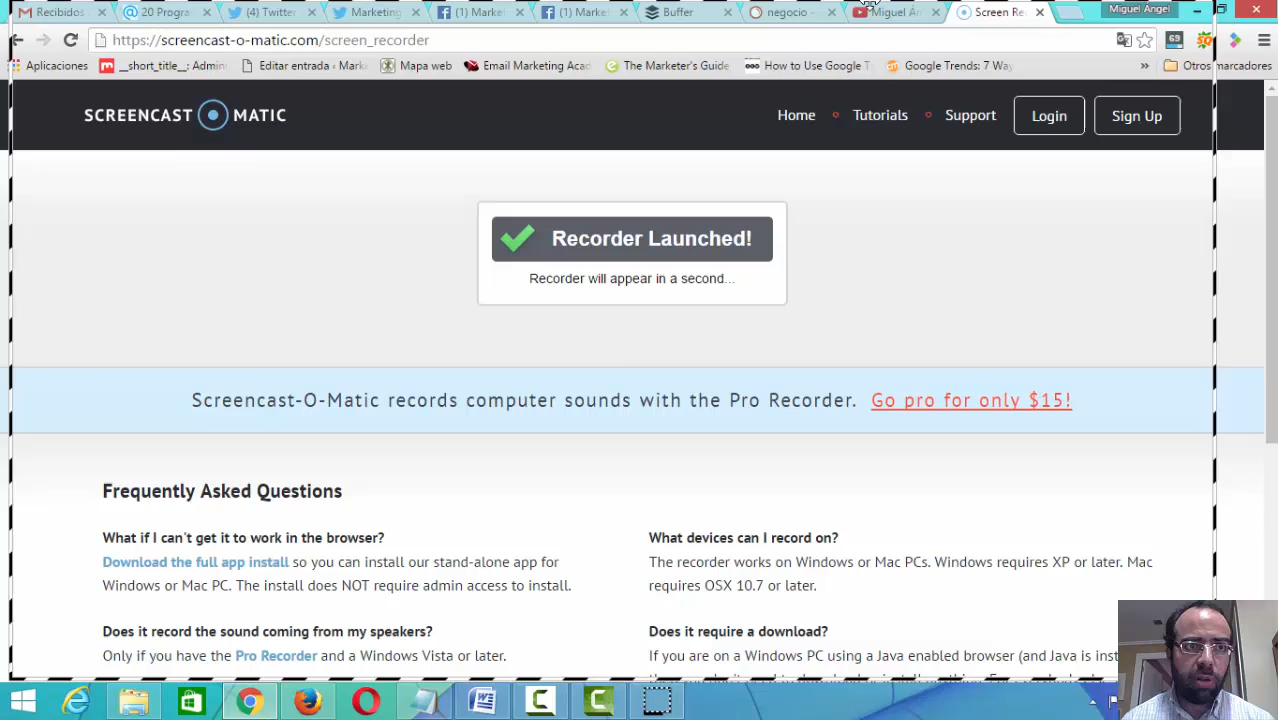 Recibidos
20 Progra
(4) Twitter
Marketing
(1) Market
(1) Market
Buffer
negocio -
Miguel Án
Screen Re
Miguel Angel
https://screencast-o-matic.com/screen_recorder
69
Aplicaciones
__short_title__: Admin
Editar entrada ‹ Marke
Mapa web
Email Marketing Acad
The Marketer's Guide
How to Use Google T
Google Trends: 7 Way
»
Otros marcadores
SCREENCAST MATIC
Home
Tutorials
Support
Login
Sign Up
Recorder Launched!
Recorder will appear in a second...
Screencast-O-Matic records computer sounds with the Pro Recorder. Go pro for only $15!
Frequently Asked Questions
What if I can't get it to work in the browser?
Download the full app install so you can install our stand-alone app for
Windows or Mac PC. The install does NOT require admin access to install.
Does it record the sound coming from my speakers?
Only if you have the Pro Recorder and a Windows Vista or later.
What devices can I record on?
The recorder works on Windows or Mac PCs. Windows requires XP or later. Mac
requires OSX 10.7 or later.
Does it require a download?
If you are on a Windows PC using a Java enabled browser (and Java is inst